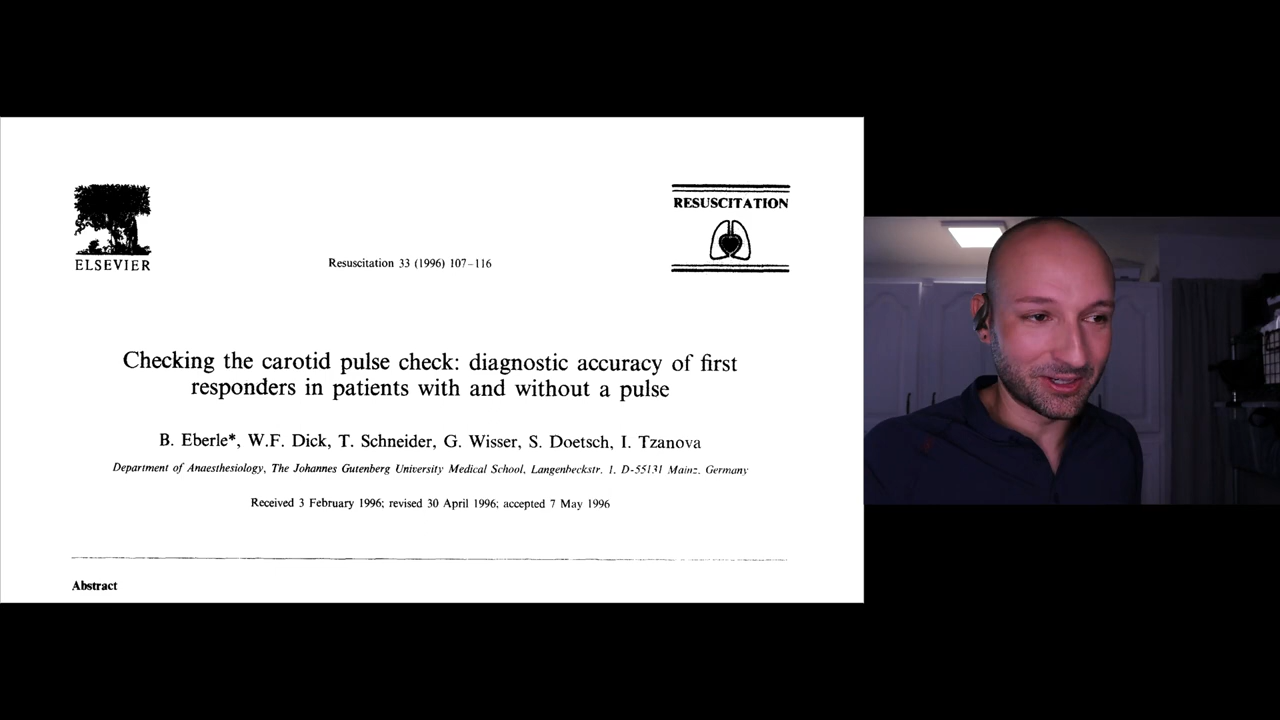 ELSEVIER
Resuscitation 33 (1996) 107–116
RESUSCITATION
Checking the carotid pulse check: diagnostic accuracy of first
responders in patients with and without a pulse
B. Eberle*, W.F. Dick, T. Schneider, G. Wisser, S. Doetsch, I. Tzanova
Department of Anaesthesiology, The Johannes Gutenberg University Medical School, Langenbeckstr. 1, D-55131 Mainz, Germany
Received 3 February 1996; revised 30 April 1996; accepted 7 May 1996
Abstract